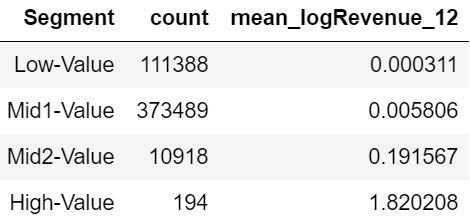 Segment count mean_logRevenue_12
Low-Value 111388 0.000311
Mid1-Value 373489 0.005806
Mid2-Value 10918 0.191567
High-Value 194 1.820208